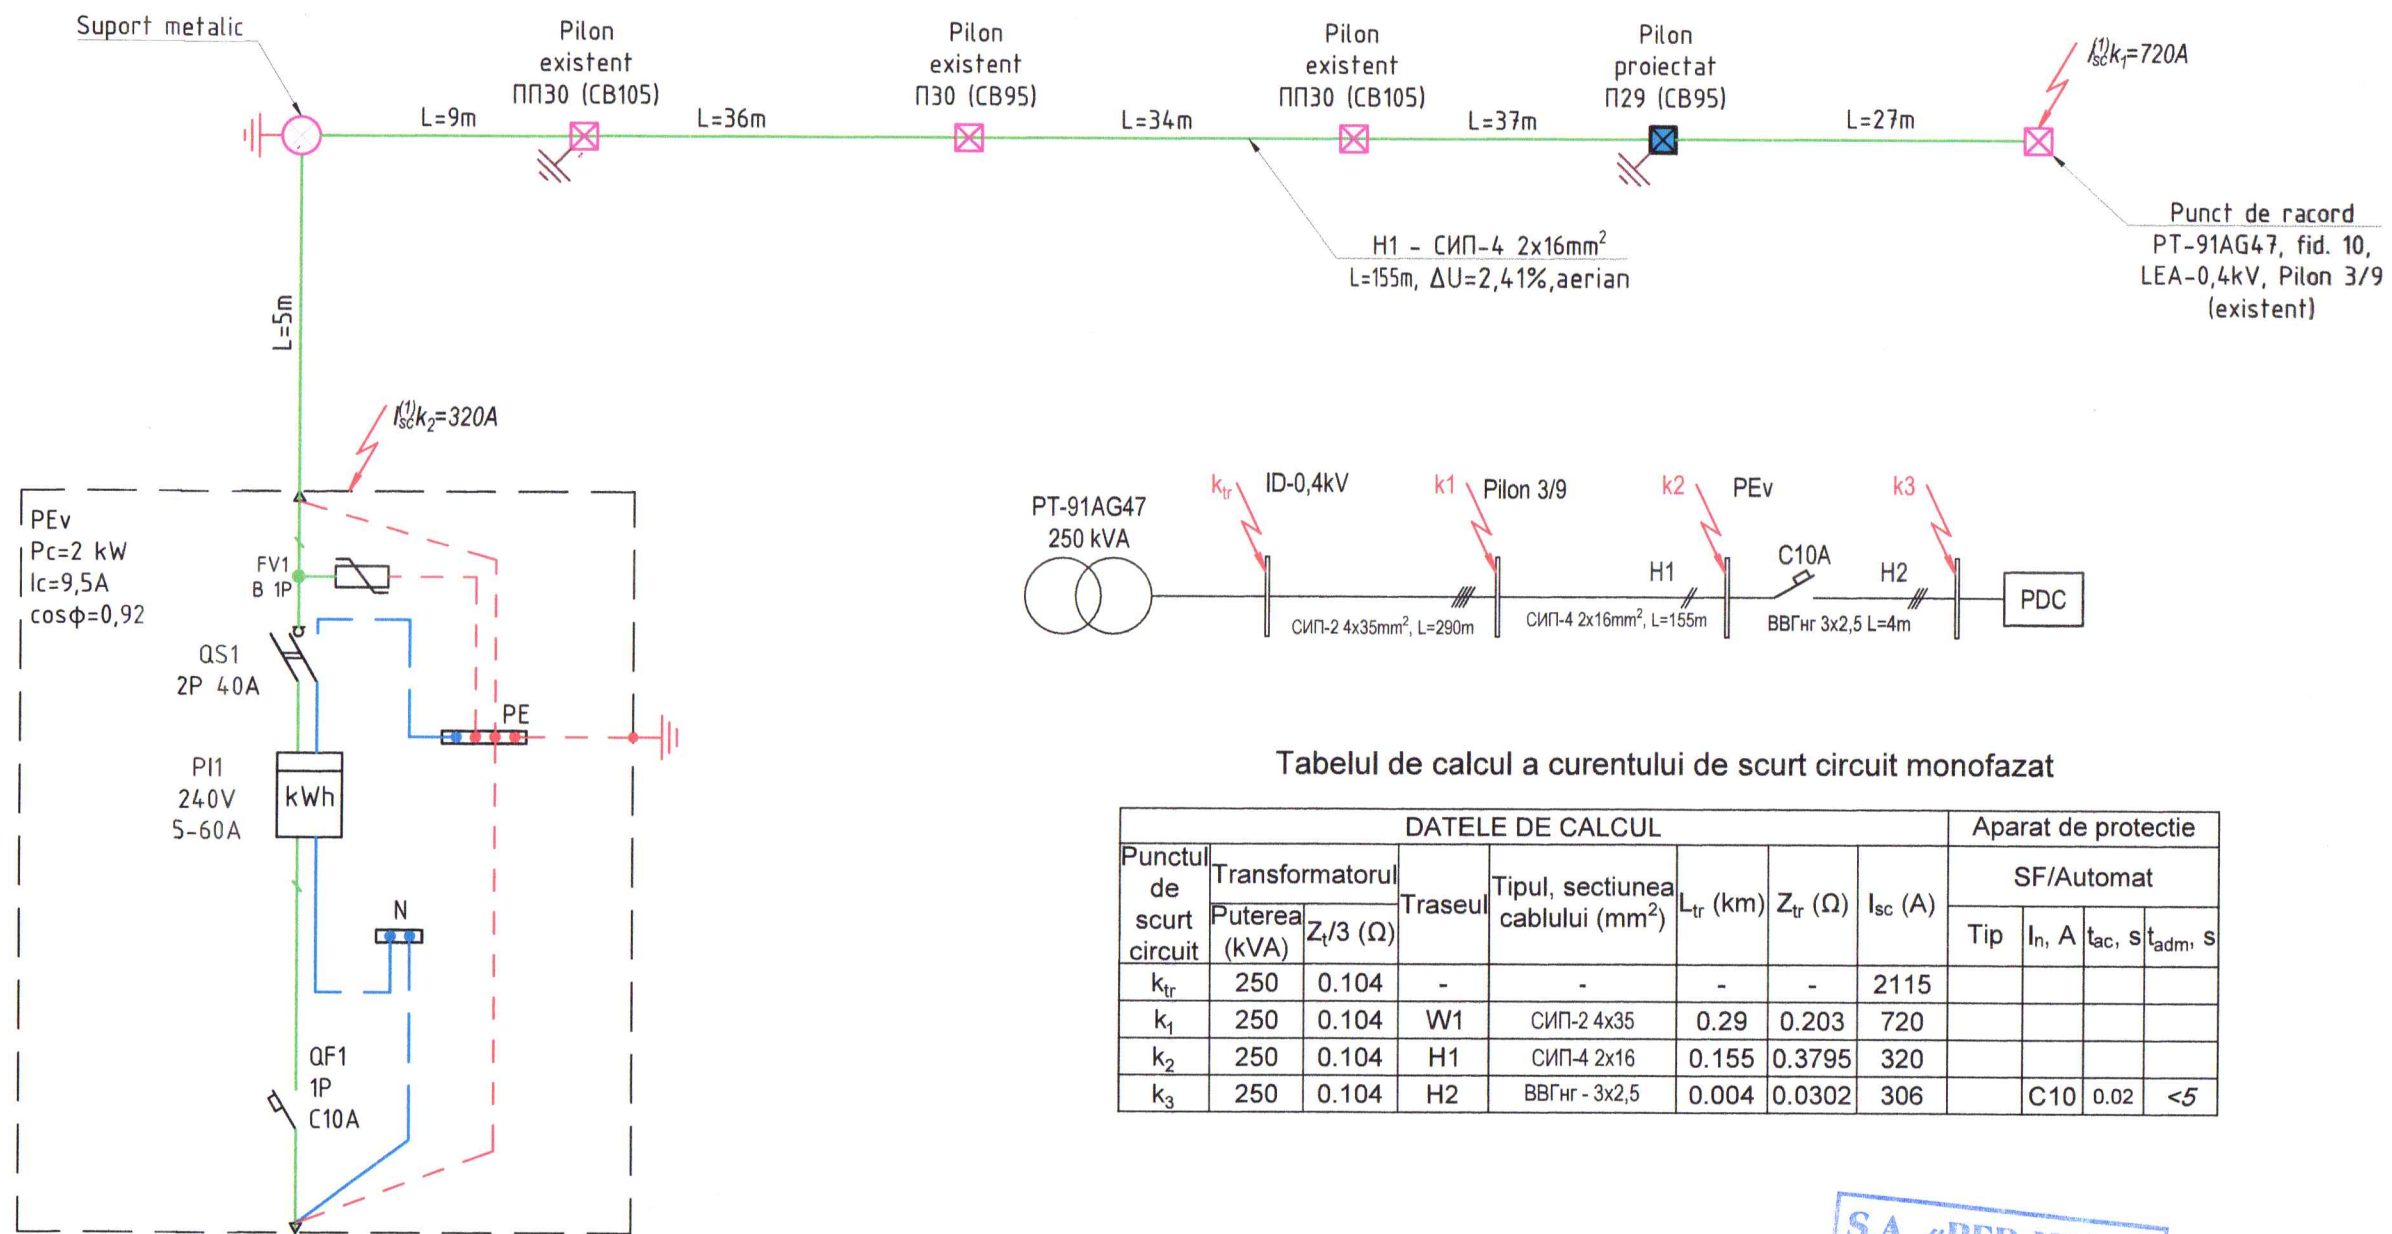 Suport metalic
Pilon
existent
ПП30 (СВ105)
Pilon
existent
П30 (СВ95)
Pilon
existent
ПП30 (СВ105)
Pilon
proiectat
П29 (СВ95)
I(1)sck1=720A
L=9m
L=36m
L=34m
L=37m
L=27m
H1 - СИП-4 2x16mm²
L=155m, ΔU=2,41%,aerian
Punct de racord
PT-91AG47, fid. 10,
LEA-0,4kV, Pilon 3/9
(existent)
L=5m
I(1)sck2=320A
PEv
Pc=2 kW
Ic=9,5A
cosφ=0,92
FV1
B 1P
QS1
2P 40A
PE
PI1
240V
5-60A
kWh
N
QF1
1P
C10A
PT-91AG47
250 kVA
ktr
ID-0,4kV
k1
Pilon 3/9
k2
PEv
k3
H1
C10A
H2
PDC
СИП-2 4x35mm², L=290m
СИП-4 2x16mm², L=155m
ВВГнг 3x2,5 L=4m
Tabelul de calcul a curentului de scurt circuit monofazat
DATELE DE CALCUL Aparat de protectie
Punctul de scurt circuit Transformatorul Traseul Tipul, sectiunea cablului (mm²) Ltr (km) Ztr (Ω) Isc (A) SF/Automat
Puterea (kVA) Zt/3 (Ω) Tip In, A tac, s tadm, s
ktr 250 0.104 - - - - 2115
k1 250 0.104 W1 СИП-2 4x35 0.29 0.203 720
k2 250 0.104 H1 СИП-4 2x16 0.155 0.3795 320
k3 250 0.104 H2 ВВГнг - 3x2,5 0.004 0.0302 306 C10 0.02 <5
S.A.